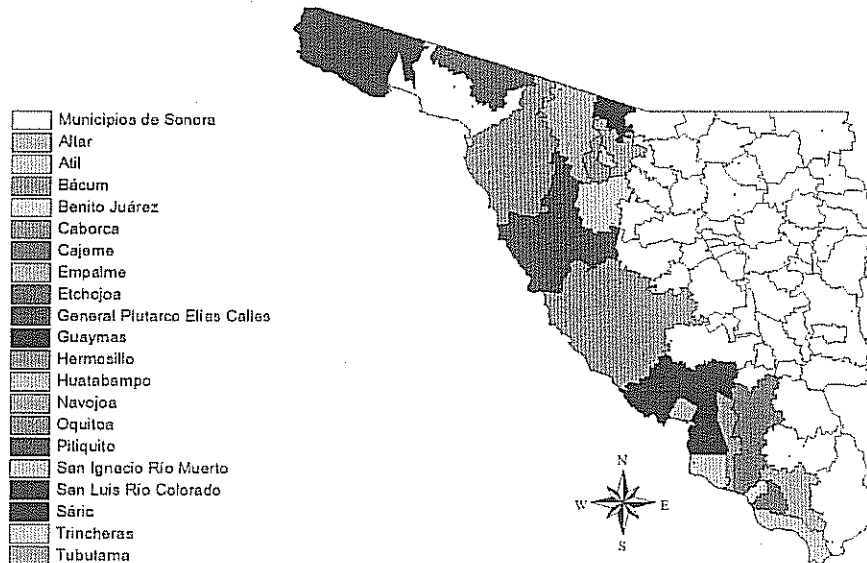 Municipios de Sonora
Altar
Atil
Bácum
Benito Juárez
Caborca
Cajeme
Empalme
Etchojoa
General Plutarco Elías Calles
Guaymas
Hermosillo
Huatabampo
Navojoa
Oquitoa
Pitiquito
San Ignacio Río Muerto
San Luis Río Colorado
Sáric
Trincheras
Tubutama
N
W E
S